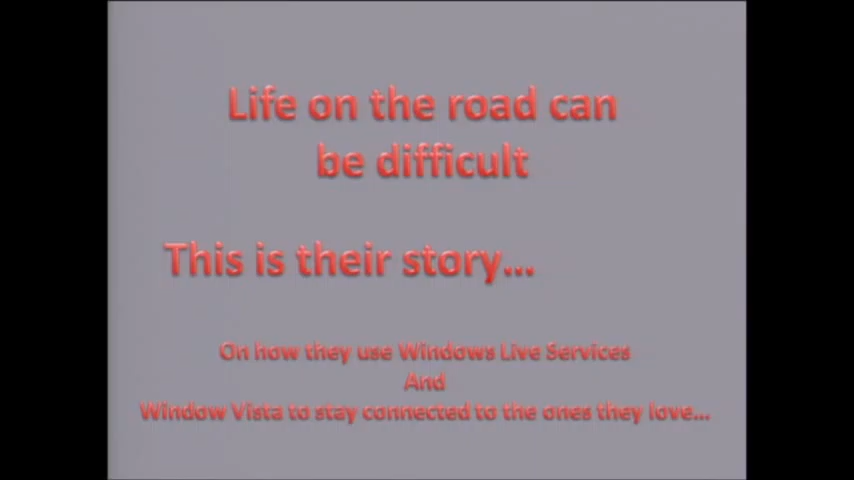 Life on the road can
be difficult
This is their story...
On how they use Windows Live Services
And
Window Vista to stay connected to the ones they love...